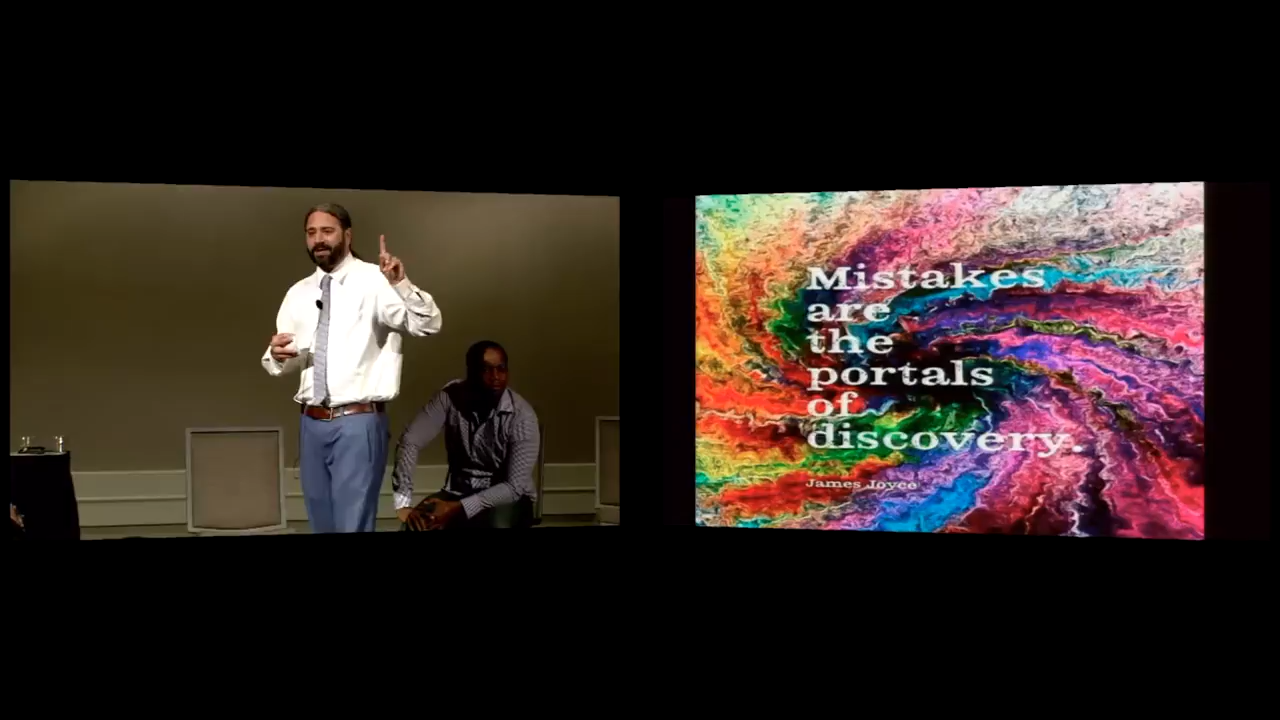 Mistakes
are
the
portals
of
discovery.
James Joyce